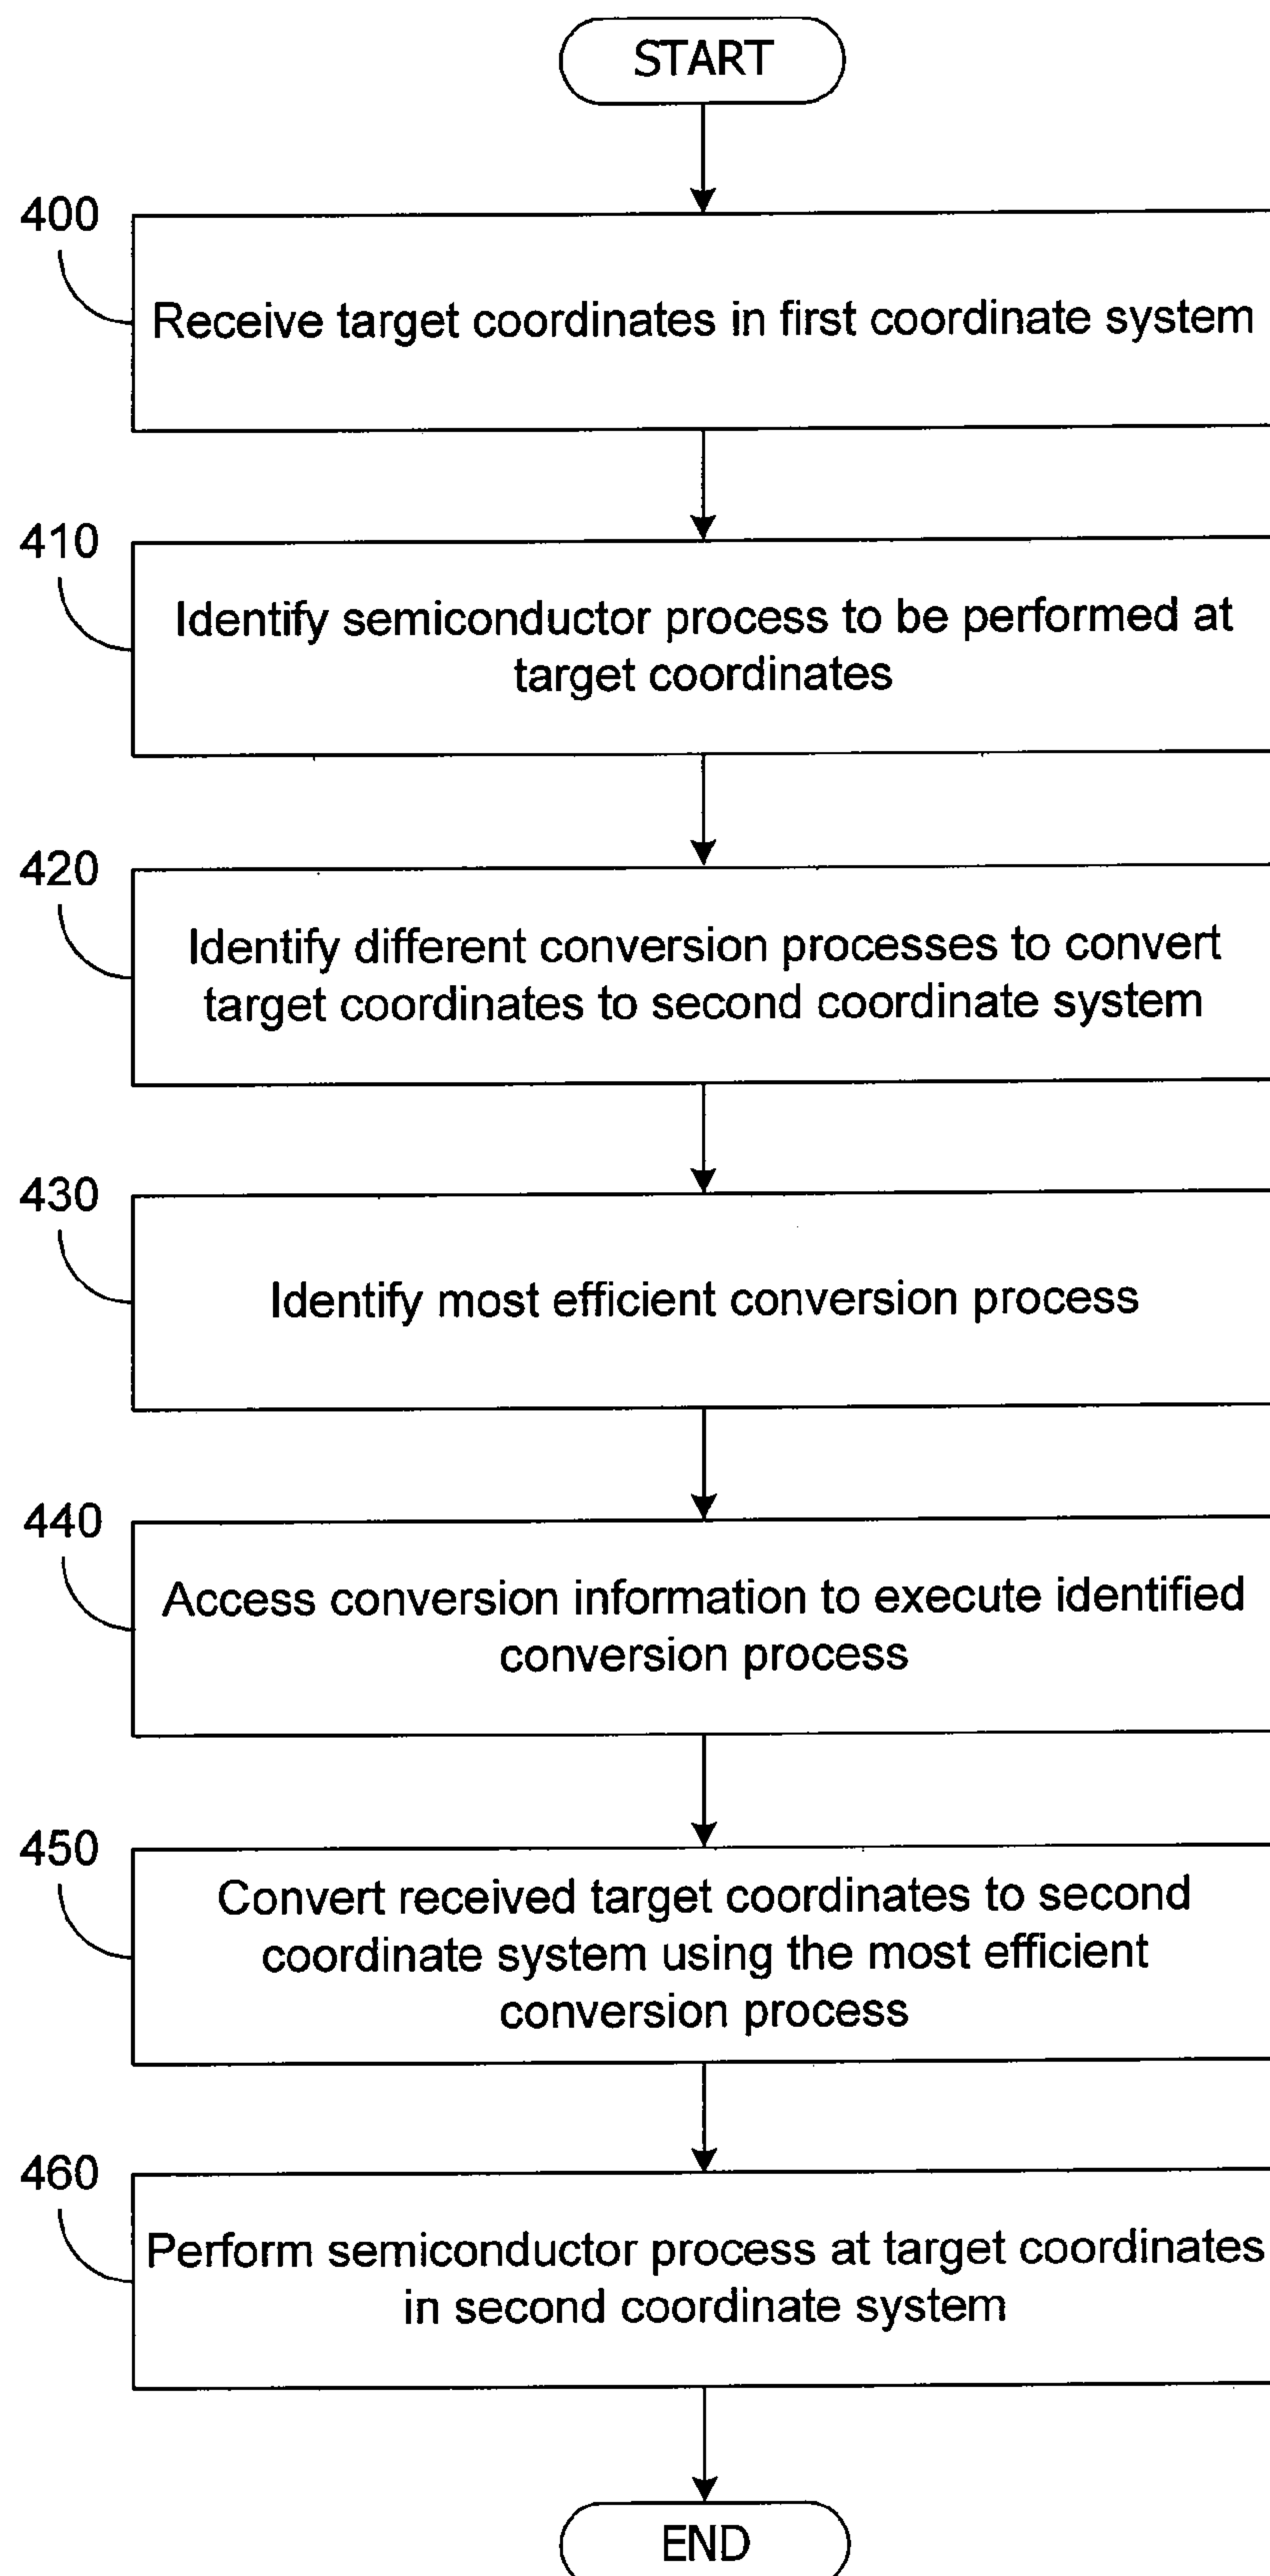 START
400
Receive target coordinates in first coordinate system
410
Identify semiconductor process to be performed at
target coordinates
420
Identify different conversion processes to convert
target coordinates to second coordinate system
430
Identify most efficient conversion process
440
Access conversion information to execute identified
conversion process
450
Convert received target coordinates to second
coordinate system using the most efficient
conversion process
460
Perform semiconductor process at target coordinates
in second coordinate system
END